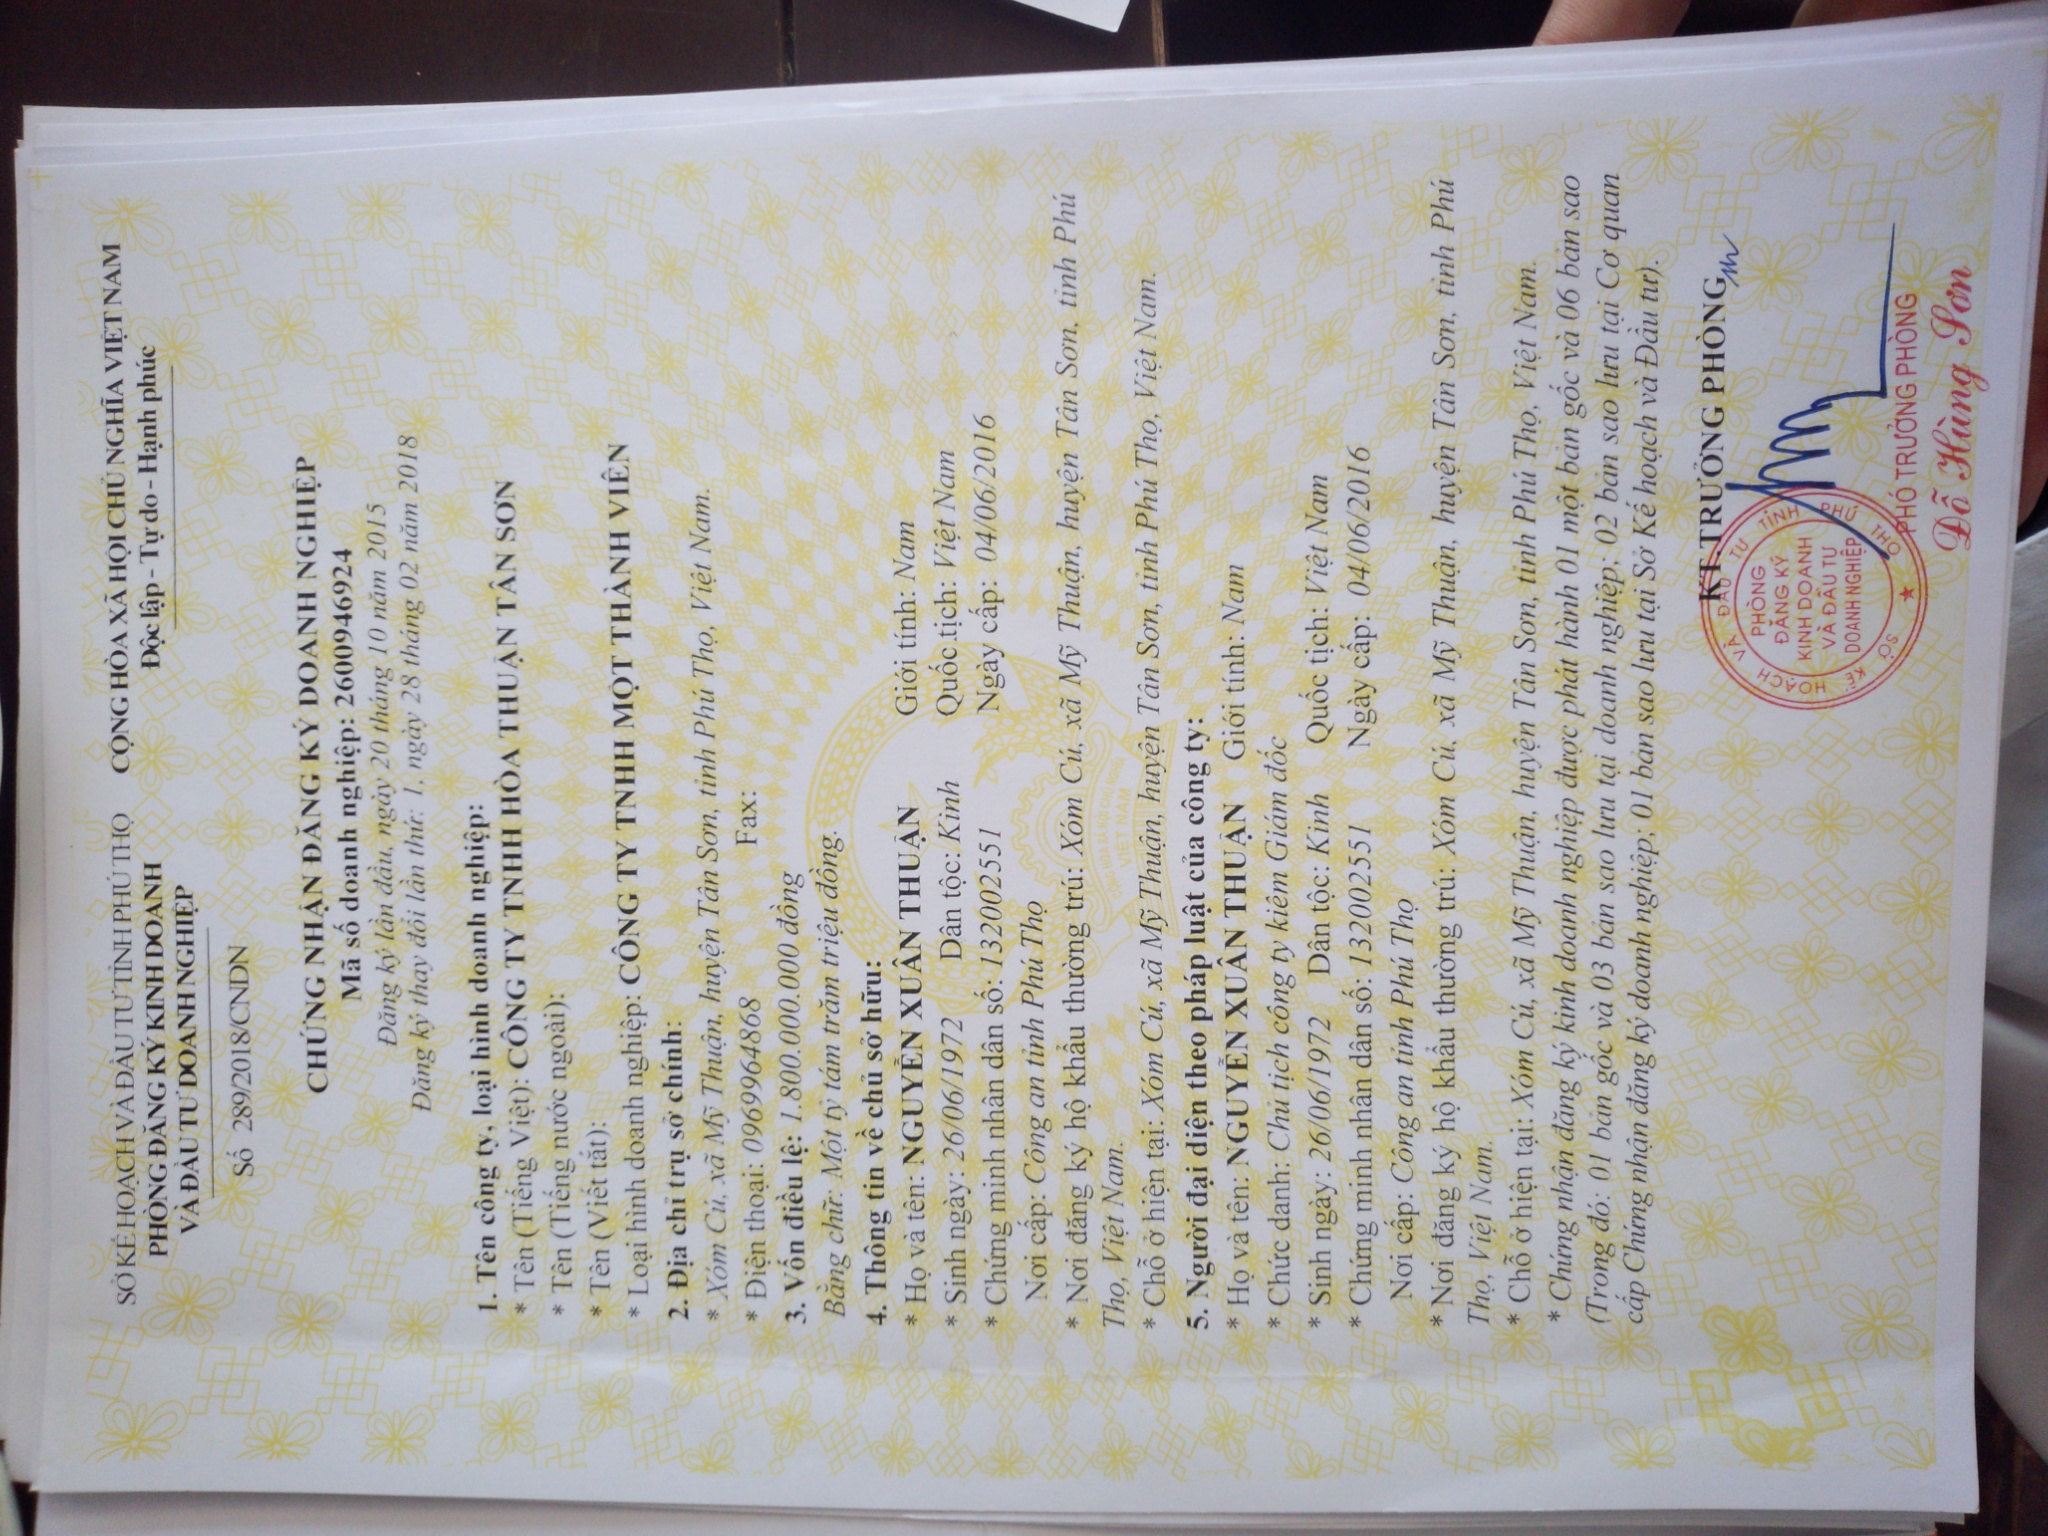 SỞ KẾ HOẠCH VÀ ĐẦU TƯ TỈNH PHÚ THỌ
PHÒNG ĐĂNG KÝ KINH DOANH
VÀ ĐẦU TƯ DOANH NGHIỆP
Số 289/2018/CNDN
CỘNG HÒA XÃ HỘI CHỦ NGHĨA VIỆT NAM
Độc lập - Tự do - Hạnh phúc
CHỨNG NHẬN ĐĂNG KÝ DOANH NGHIỆP
Mã số doanh nghiệp: 2600946924
Đăng ký lần đầu, ngày 20 tháng 10 năm 2015
Đăng ký thay đổi lần thứ: 1, ngày 28 tháng 02 năm 2018
1. Tên công ty, loại hình doanh nghiệp:
* Tên (Tiếng Việt): CÔNG TY TNHH HÒA THUẬN TÂN SƠN
* Tên (Tiếng nước ngoài):
* Tên (Viết tắt):
* Loại hình doanh nghiệp: CÔNG TY TNHH MỘT THÀNH VIÊN
2. Địa chỉ trụ sở chính:
* Xóm Cú, xã Mỹ Thuận, huyện Tân Sơn, tỉnh Phú Thọ, Việt Nam.
* Điện thoại: 0969964868 Fax:
3. Vốn điều lệ: 1.800.000.000 đồng
Bằng chữ: Một tỷ tám trăm triệu đồng.
4. Thông tin về chủ sở hữu:
* Họ và tên: NGUYỄN XUÂN THUẬN Giới tính: Nam
* Sinh ngày: 26/06/1972 Dân tộc: Kinh Quốc tịch: Việt Nam
* Chứng minh nhân dân số: 132002551 Ngày cấp: 04/06/2016
Nơi cấp: Công an tỉnh Phú Thọ
* Nơi đăng ký hộ khẩu thường trú: Xóm Cú, xã Mỹ Thuận, huyện Tân Sơn, tỉnh Phú
Thọ, Việt Nam.
* Chỗ ở hiện tại: Xóm Cú, xã Mỹ Thuận, huyện Tân Sơn, tỉnh Phú Thọ, Việt Nam.
5. Người đại diện theo pháp luật của công ty:
* Họ và tên: NGUYỄN XUÂN THUẬN Giới tính: Nam
* Chức danh: Chủ tịch công ty kiêm Giám đốc
* Sinh ngày: 26/06/1972 Dân tộc: Kinh Quốc tịch: Việt Nam
* Chứng minh nhân dân số: 132002551 Ngày cấp: 04/06/2016
Nơi cấp: Công an tỉnh Phú Thọ
* Nơi đăng ký hộ khẩu thường trú: Xóm Cú, xã Mỹ Thuận, huyện Tân Sơn, tỉnh Phú
Thọ, Việt Nam.
* Chỗ ở hiện tại: Xóm Cú, xã Mỹ Thuận, huyện Tân Sơn, tỉnh Phú Thọ, Việt Nam.
* Chứng nhận đăng ký kinh doanh nghiệp được phát hành 01 một bản gốc và 06 bản sao
(Trong đó: 01 bản gốc và 03 bản sao lưu tại doanh nghiệp; 02 bản sao lưu tại Cơ quan
cấp Chứng nhận đăng ký doanh nghiệp; 01 bản sao lưu tại Sở Kế hoạch và Đầu tư).
KT.TRƯỞNG PHÒNG
SỞ KẾ HOẠCH VÀ ĐẦU TƯ TỈNH PHÚ THỌ
PHÒNG
ĐĂNG KÝ
KINH DOANH
VÀ ĐẦU TƯ
DOANH NGHIỆP
PHÓ TRƯỞNG PHÒNG
Đỗ Hùng Sơn